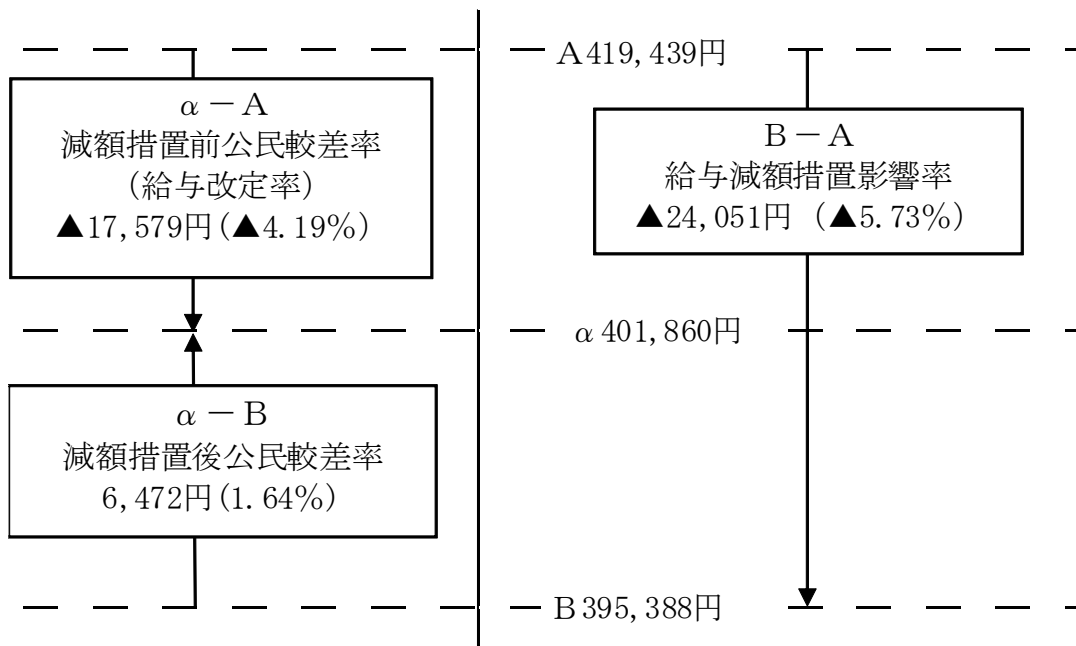 A419,439円
α－A
減額措置前公民較差率
(給与改定率)
▲17,579円(▲4.19%)
B－A
給与減額措置影響率
▲24,051円 (▲5.73%)
α401,860円
α－B
減額措置後公民較差率
6,472円(1.64%)
B395,388円